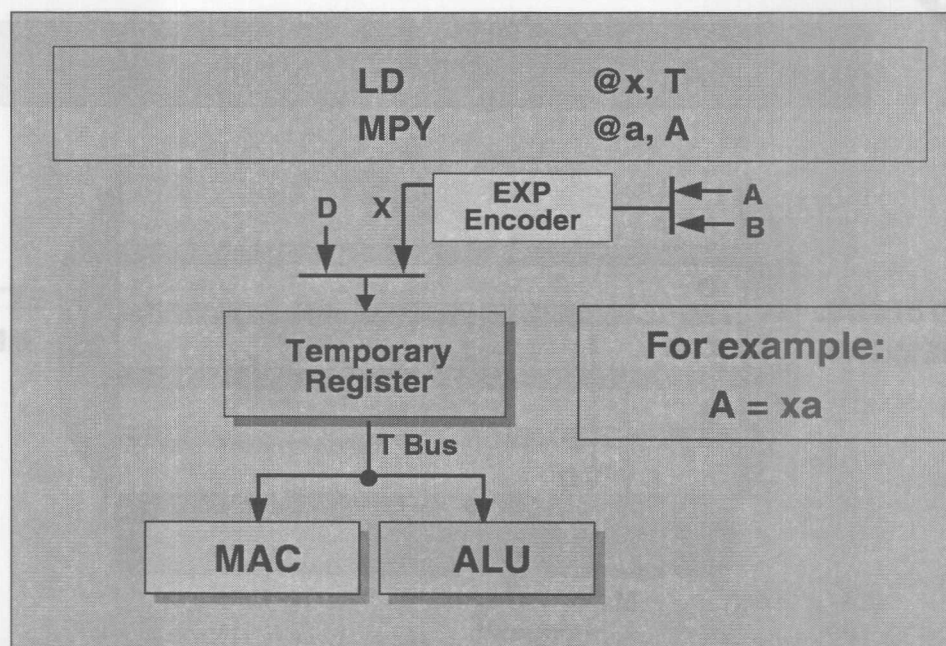 LD @x, T
MPY @a, A
EXP
Encoder
A
B
D
X
Temporary
Register
For example:
A = xa
T Bus
MAC
ALU